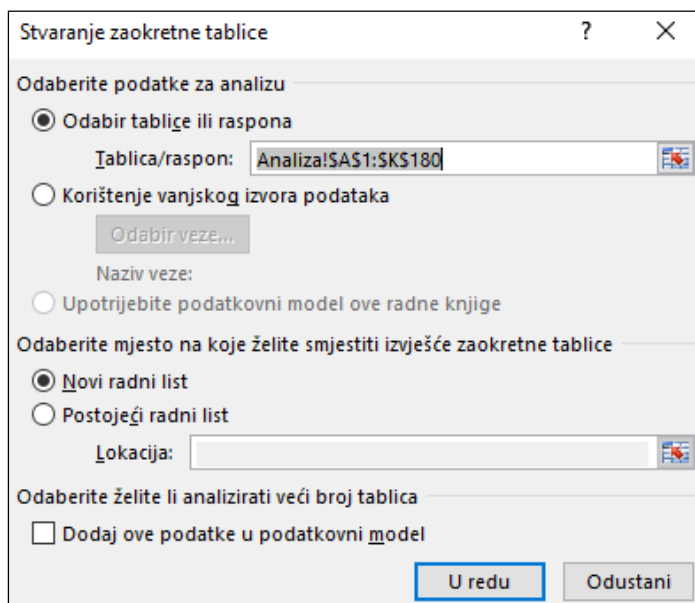 Stvaranje zaokretne tablice ? ×
Odaberite podatke za analizu
Odabir tablice ili raspona
Tablica/raspon: Analiza!$A$1:$K$180
Korištenje vanjskog izvora podataka
Odabir veze...
Naziv veze:
Upotrijebite podatkovni model ove radne knjige
Odaberite mjesto na koje želite smjestiti izvješće zaokretne tablice
Novi radni list
Postojeći radni list
Lokacija:
Odaberite želite li analizirati veći broj tablica
Dodaj ove podatke u podatkovni model
U redu Odustani